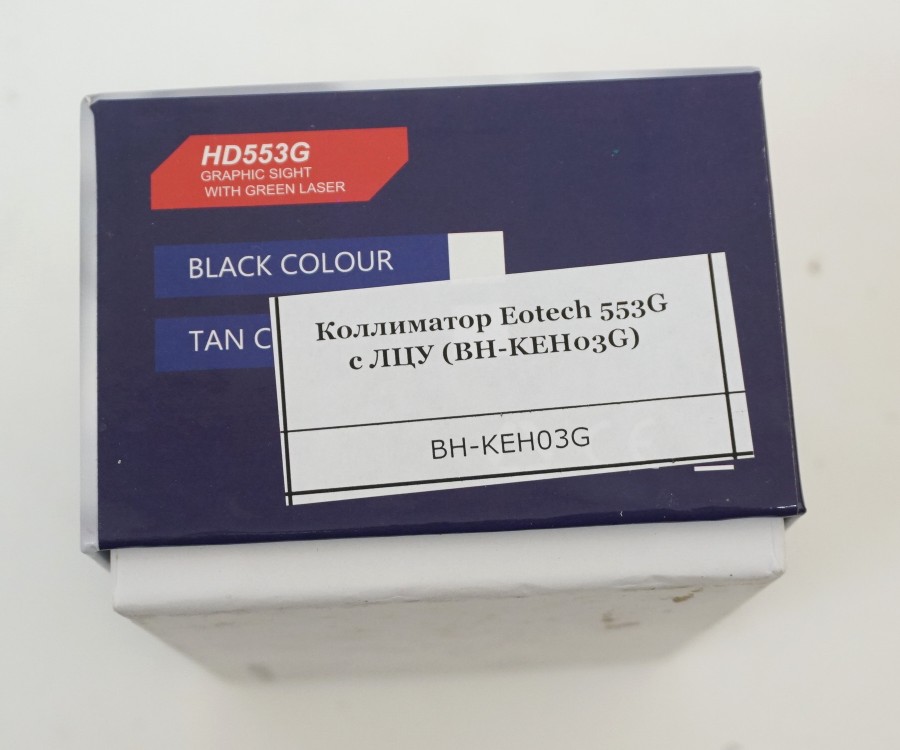 HD553G
GRAPHIC SIGHT
WITH GREEN LASER
BLACK COLOUR
TAN C
Коллиматор Eotech 553G
с ЛЦУ (BH-KEH03G)
BH-KEH03G